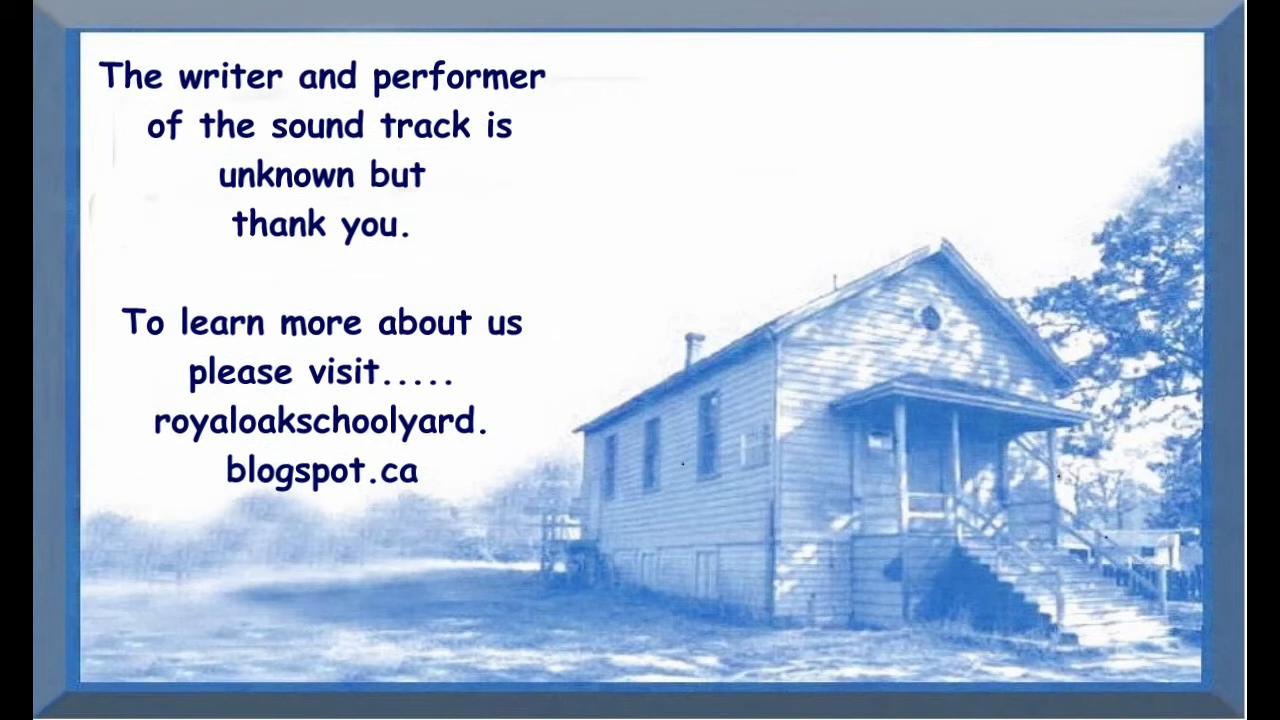 The writer and performer
of the sound track is
unknown but
thank you.
To learn more about us
please visit.....
royaloakschoolyard.
blogspot.ca